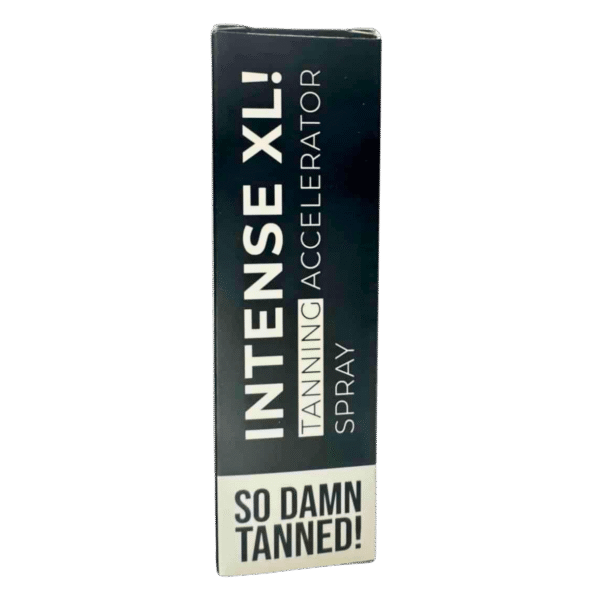 INTENSE XL!
TANNING ACCELERATOR
SPRAY
SO DAMN
TANNED!